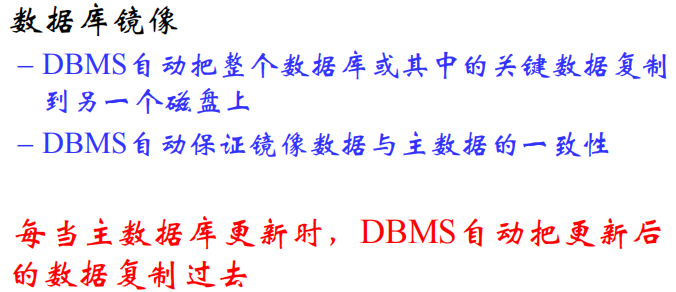 数据库镜像
– DBMS自动把整个数据库或其中的关键数据复制
到另一个磁盘上
– DBMS自动保证镜像数据与主数据的一致性
每当主数据库更新时，DBMS自动把更新后
的数据复制过去